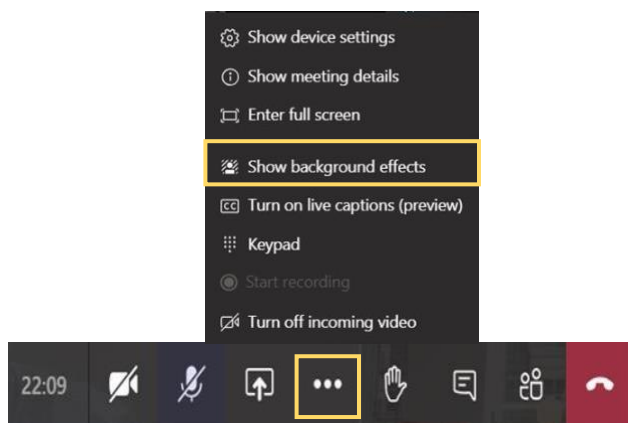 Show device settings
Show meeting details
Enter full screen
Show background effects
CC Turn on live captions (preview)
Keypad
Start recording
Turn off incoming video
22:09